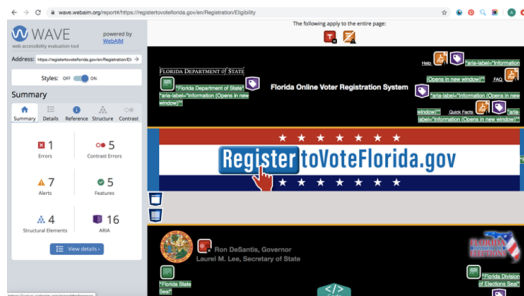 wave.webaim.org/report#/https://registertovoteflorida.gov/en/Registration/Eligibility
WAVE
web accessibility evaluation tool
powered by
WebAIM
Address: https://registertovoteflorida.gov/en/Registration/El
Styles: OFF ON
Summary
Summary Details Reference Structure Contrast
1
Errors
5
Contrast Errors
7
Alerts
5
Features
4
Structural Elements
16
ARIA
View details ›
The following apply to the entire page:
FLORIDA DEPARTMENT of STATE
*Florida Department of State*
*aria-label="Information (Opens in new window)"*
Florida Online Voter Registration System
Help
*aria-label="Information
(Opens in new window)"*
FAQ
*aria-label="Information (Opens in new
window)"*
Quick Facts
*aria-label="Information (Opens in new window)"*
RegistertoVoteFlorida.gov
Ron DeSantis, Governor
Laurel M. Lee, Secretary of State
*Florida State
Seal*
FLORIDA
*Florida Division
of Elections Seal*